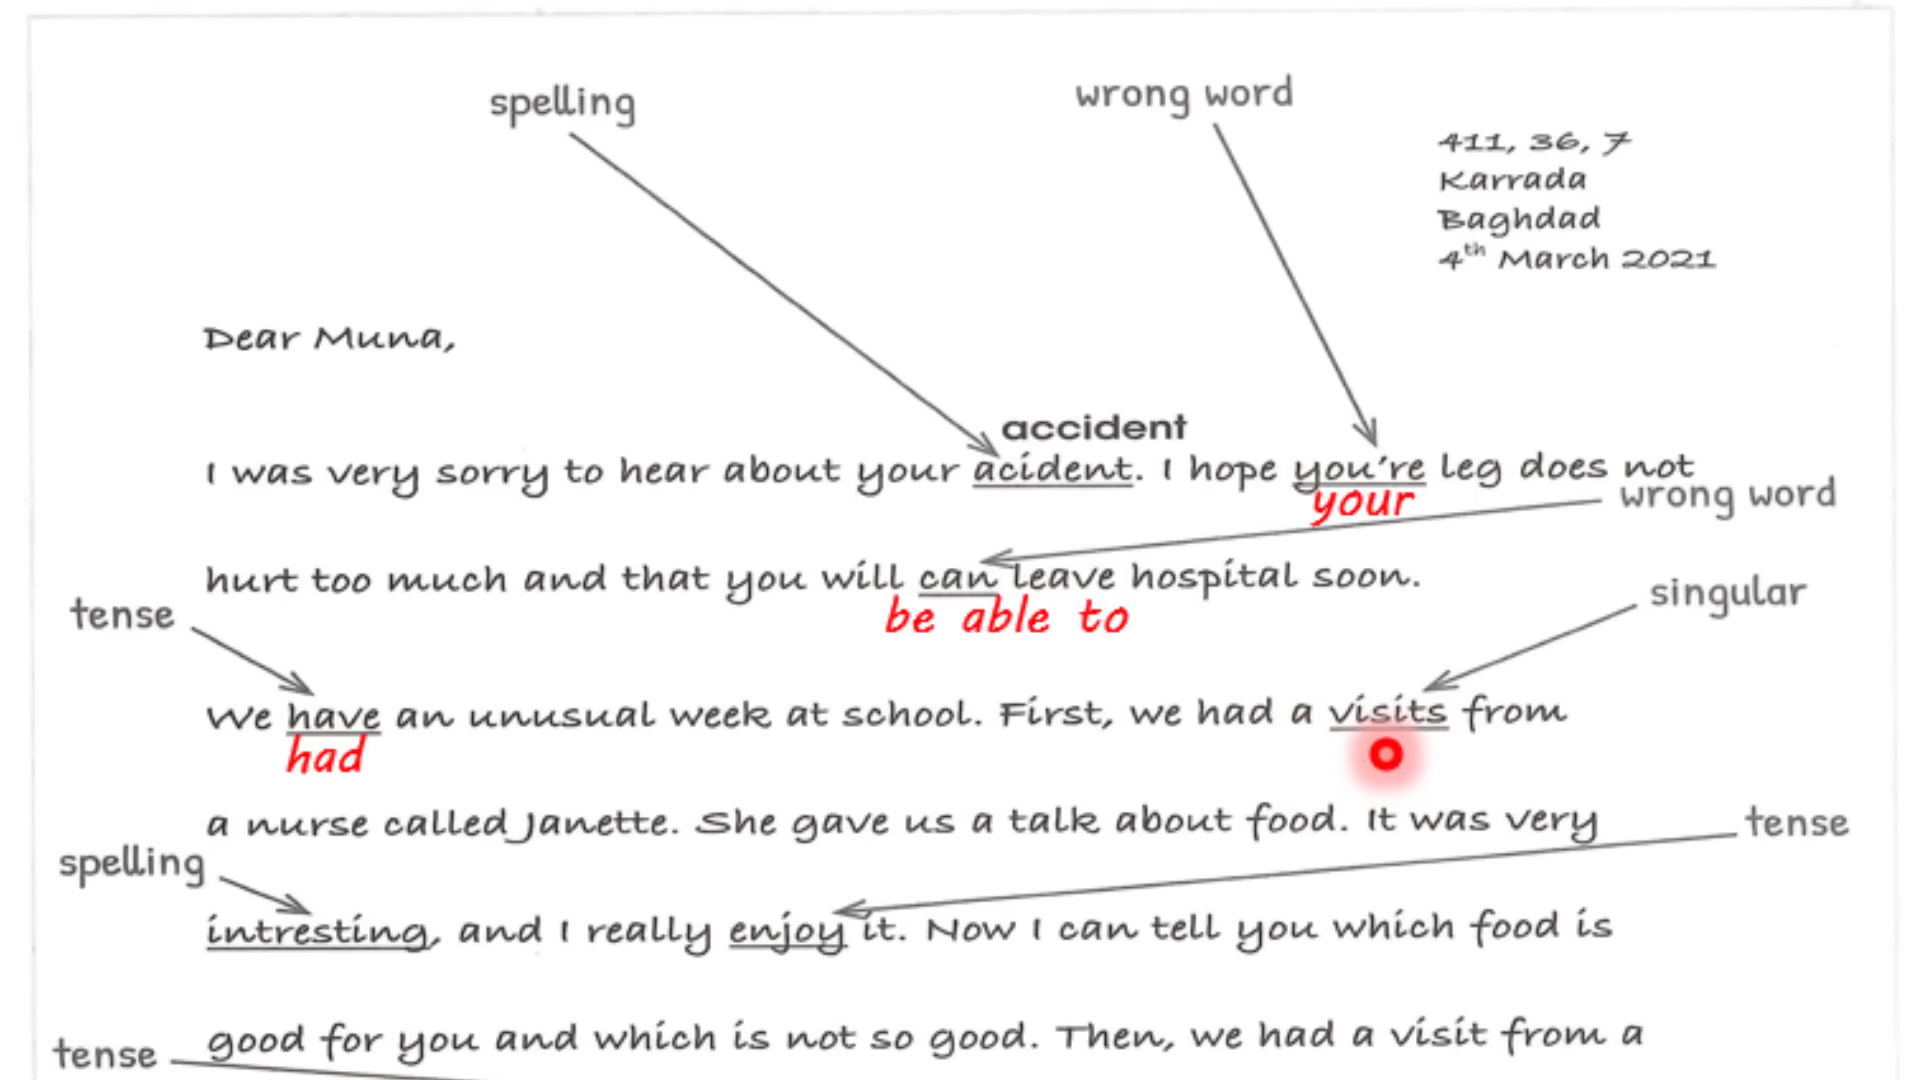 spelling
wrong word
411, 36, 7
Karrada
Baghdad
4th March 2021
Dear Muna,
accident
I was very sorry to hear about your acident. I hope you're leg does not
your
wrong word
hurt too much and that you will can leave hospital soon.
be able to
singular
tense
We have an unusual week at school. First, we had a visits from
had
a nurse called Janette. She gave us a talk about food. It was very
tense
spelling
intresting, and I really enjoy it. Now I can tell you which food is
good for you and which is not so good. Then, we had a visit from a
tense